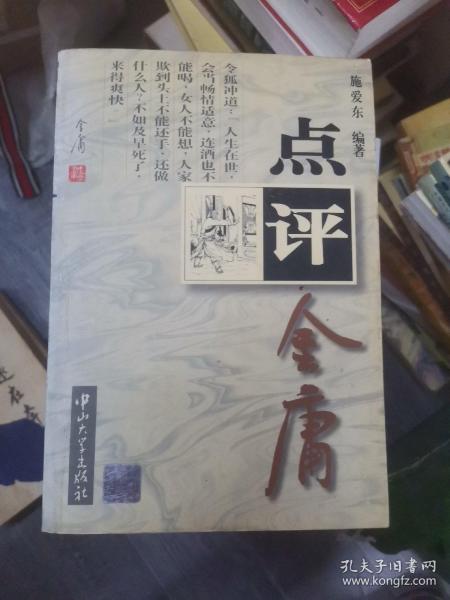 施爱东 编著
点
评
金庸
令狐冲道：“人生在世，
会当畅情适意，连酒也不
能喝，女人不能想，人家
欺到头上不能还手，还做
什么人，不如及早死了，
来得爽快。”
金庸
中山大学出版社
孔夫子旧书网
www.kongfz.com